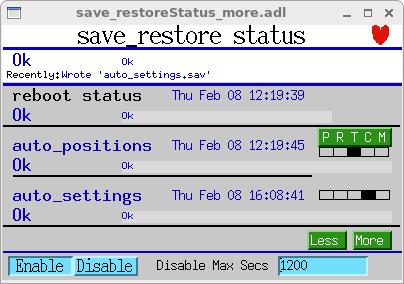 save_restoreStatus_more.adl
save_restore status
Ok Ok
Recently:Wrote 'auto_settings.sav'
reboot status Thu Feb 08 12:19:39
Ok Ok
P R T C M
auto_positions Thu Feb 08 12:19:45
Ok Ok
auto_settings Thu Feb 08 16:08:41
Ok Ok
Less More
Enable Disable Disable Max Secs 1200